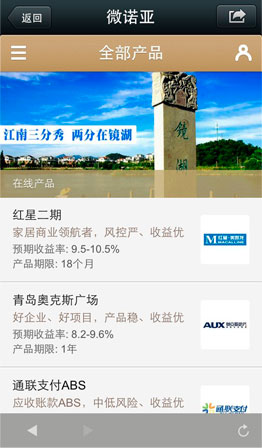 返回
微诺亚
全部产品
江南三分秀 两分在镜湖
镜湖
在线产品
红星二期
家居商业领航者，风控严、收益优
预期收益率: 9.5-10.5%
产品期限: 18个月
MACALLINE
青岛奥克斯广场
好企业、好项目，产品稳、收益优
预期收益率: 8.2-9.6%
产品期限: 1年
AUX
通联支付ABS
应收账款ABS，中低风险、收益优
通联支付